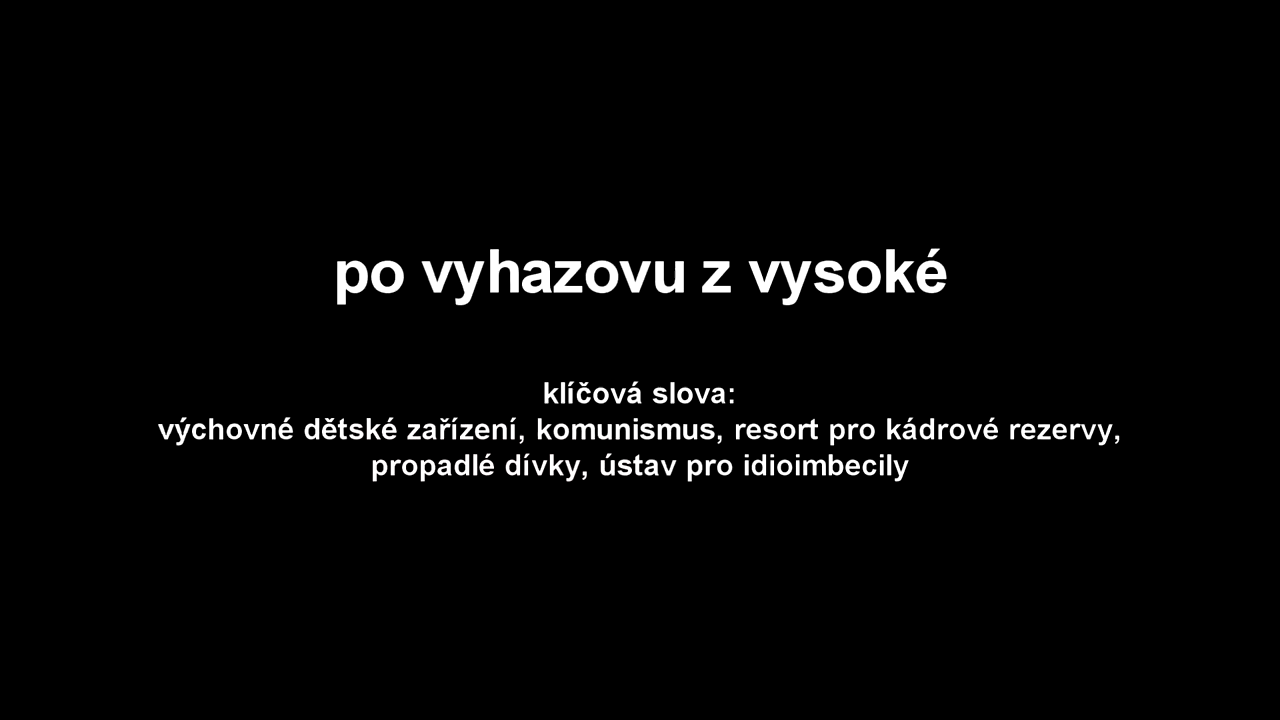 po vyhazovu z vysoké
klíčová slova:
výchovné dětské zařízení, komunismus, resort pro kádrové rezervy,
propadlé dívky, ústav pro idioimbecily